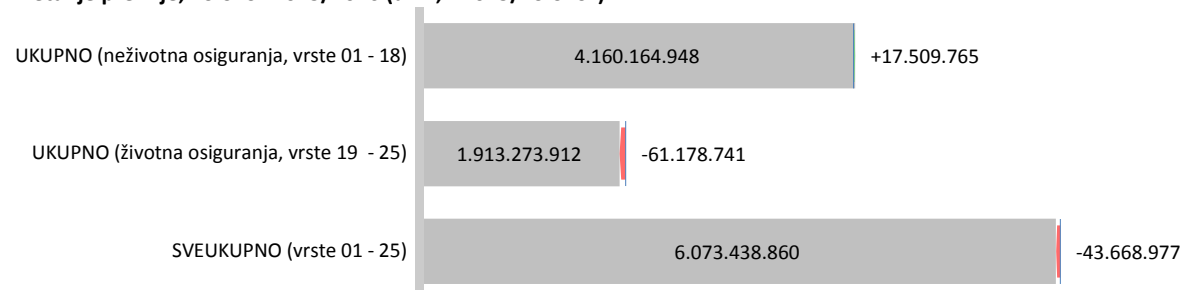 UKUPNO (neživotna osiguranja, vrste 01 - 18) 4.160.164.948 +17.509.765
UKUPNO (životna osiguranja, vrste 19 - 25) 1.913.273.912 -61.178.741
SVEUKUPNO (vrste 01 - 25) 6.073.438.860 -43.668.977